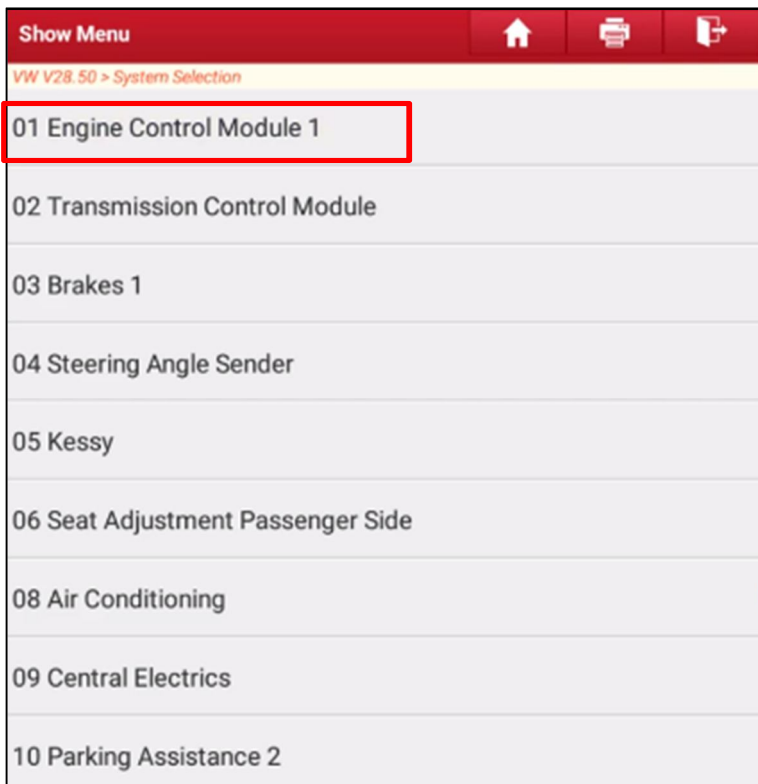 Show Menu
VW V28.50 > System Selection
01 Engine Control Module 1
02 Transmission Control Module
03 Brakes 1
04 Steering Angle Sender
05 Kessy
06 Seat Adjustment Passenger Side
08 Air Conditioning
09 Central Electrics
10 Parking Assistance 2